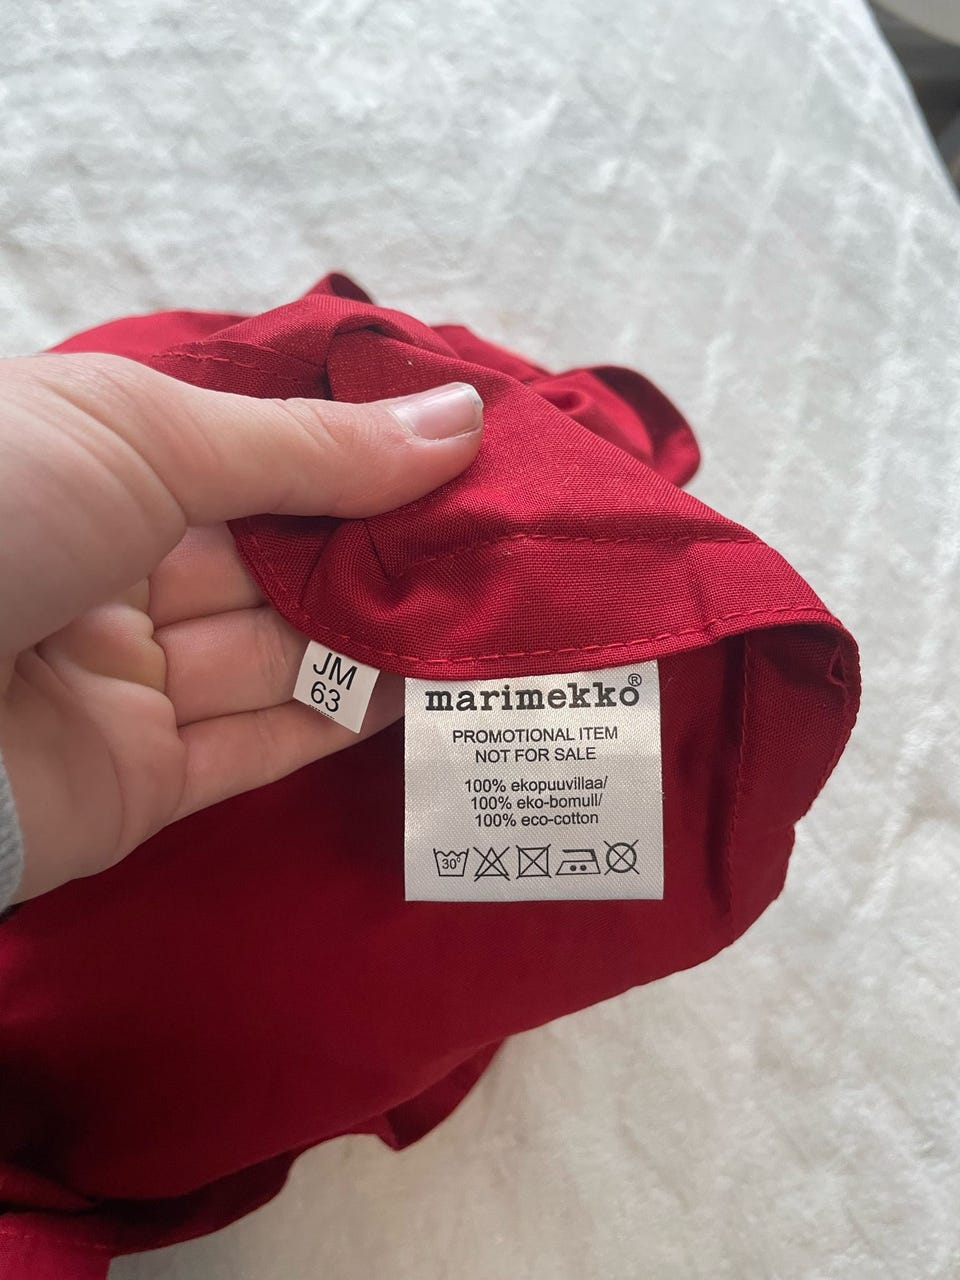 JM
63
marimekko®
PROMOTIONAL ITEM
NOT FOR SALE
100% ekopuuvillaa/
100% eko-bomull/
100% eco-cotton
30°